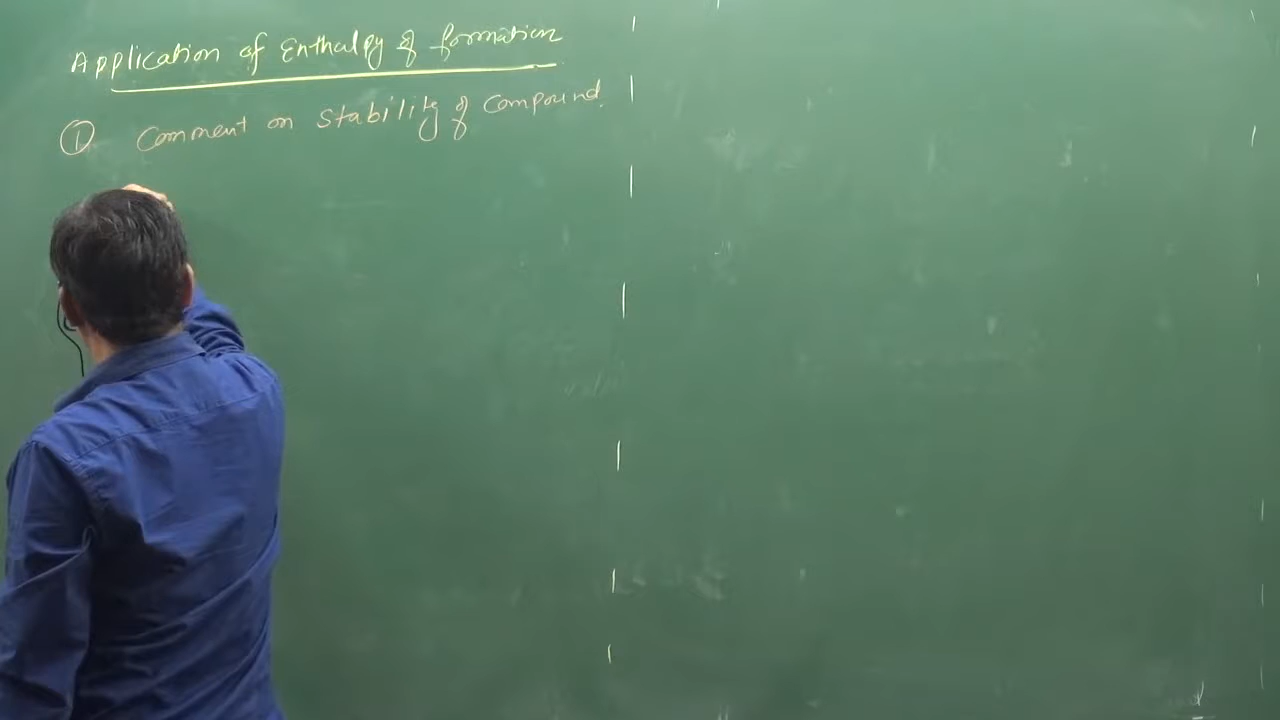 Application of Enthalpy of formation
① Comment on Stability of Compound.